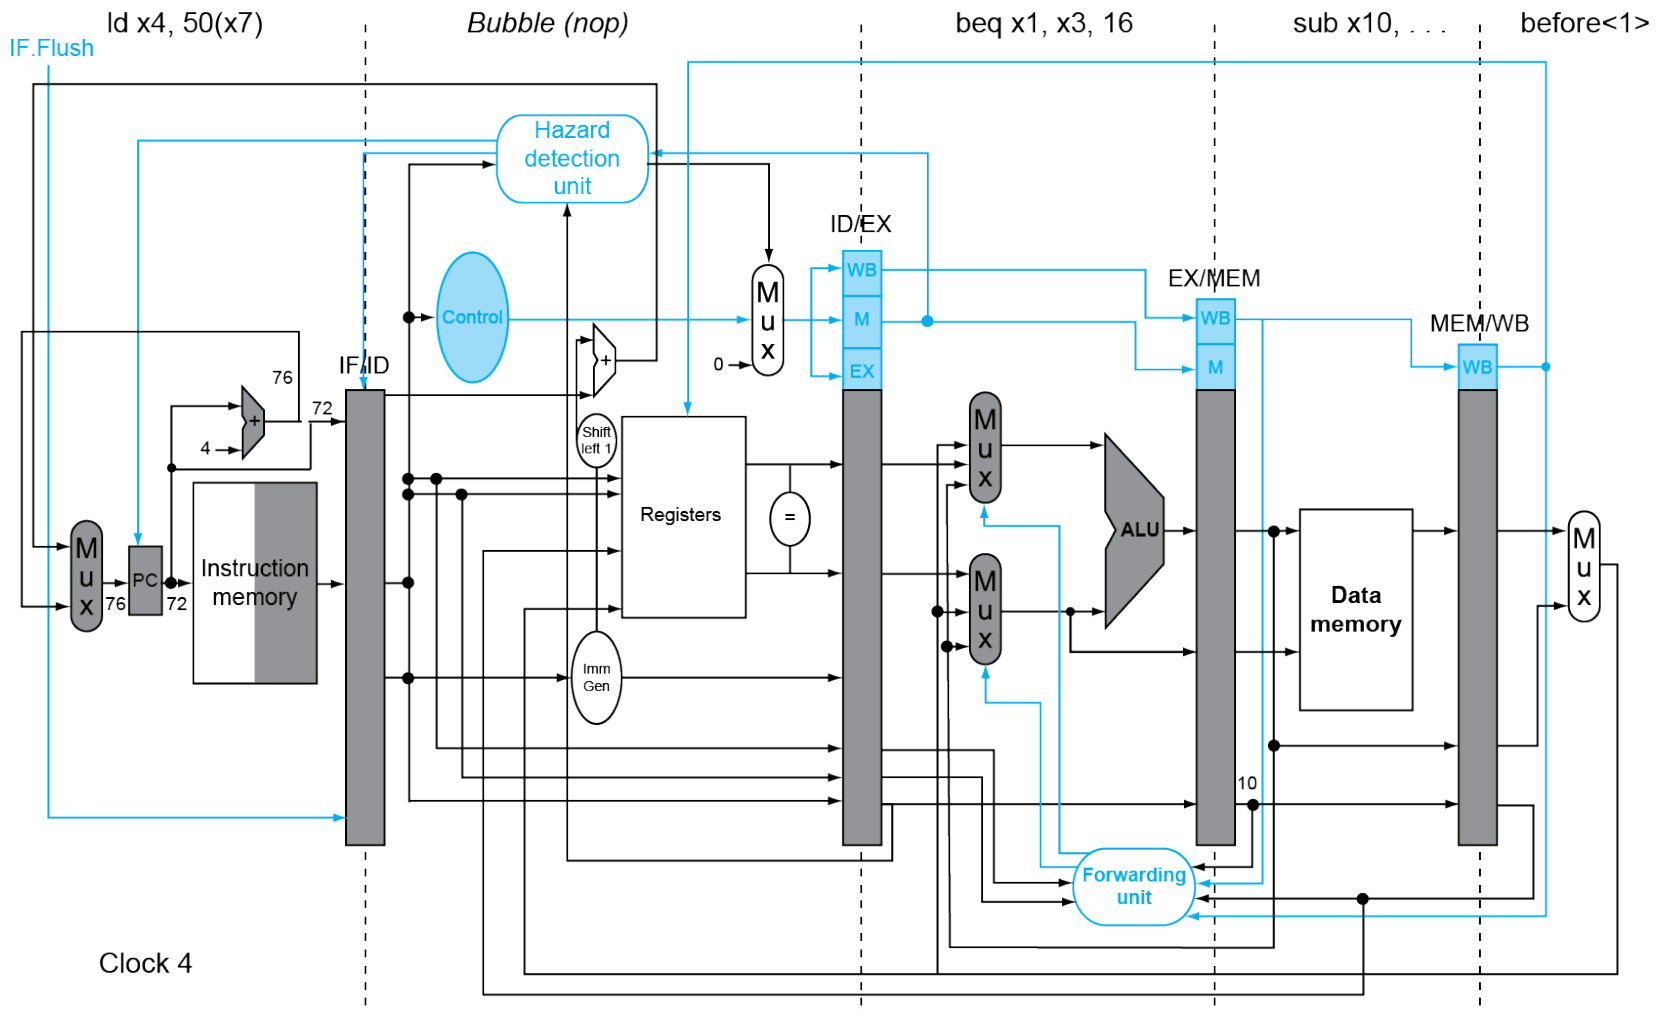 ld x4, 50(x7)
Bubble (nop)
beq x1, x3, 16
sub x10, . . .
before<1>
IF.Flush
Hazard
detection
unit
ID/EX
WB
M
EX
EX/MEM
WB
M
MEM/WB
WB
Control
M
u
x
0
+
IF/ID
76
72
4
+
Shift
left 1
M
u
x
ALU
M
u
x
PC
76
72
Instruction
memory
Registers
=
M
u
x
Data
memory
M
u
x
Imm
Gen
10
Forwarding
unit
Clock 4